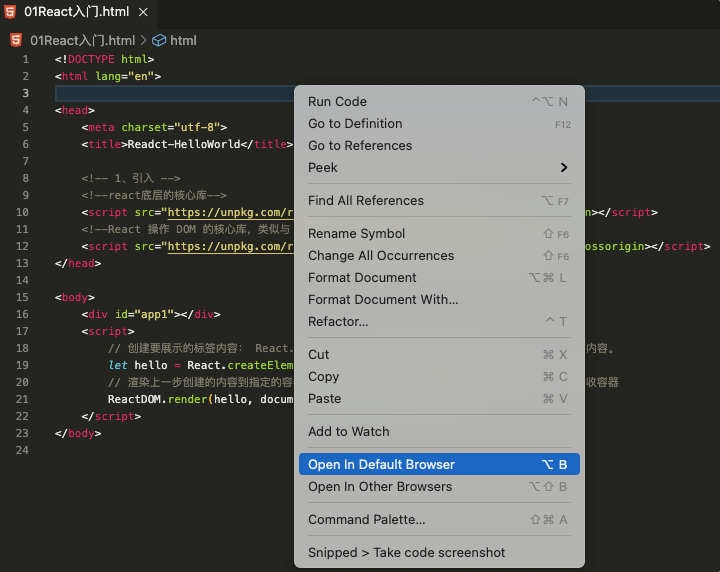 01React入门.html
01React入门.html > html
1 <!DOCTYPE html>
2 <html lang="en">
3
4 <head>
5 <meta charset="utf-8">
6 <title>Readct-HelloWorld</title>
7
8 <!-- 1、引入 -->
9 <!--react底层的核心库-->
10 <script src="https://unpkg.com/r n></script>
11 <!--React 操作 DOM 的核心库，类似与
12 <script src="https://unpkg.com/r ossorigin></script>
13 </head>
14
15 <body>
16 <div id="app1"></div>
17 <script>
18 // 创建要展示的标签内容： React. 内容。
19 let hello = React.createElem
20 // 渲染上一步创建的内容到指定的容 收容器
21 ReactDOM.render(hello, docum
22 </script>
23 </body>
24
Run Code ⌃⌥ N
Go to Definition F12
Go to References
Peek
Find All References ⌥ F7
Rename Symbol ⇧ F6
Change All Occurrences ⇧ F6
Format Document ⌥⌘ L
Format Document With...
Refactor... ⌃ T
Cut ⌘ X
Copy ⌘ C
Paste ⌘ V
Add to Watch
Open In Default Browser ⌥ B
Open In Other Browsers ⌥⇧ B
Command Palette... ⇧⌘ A
Snipped > Take code screenshot